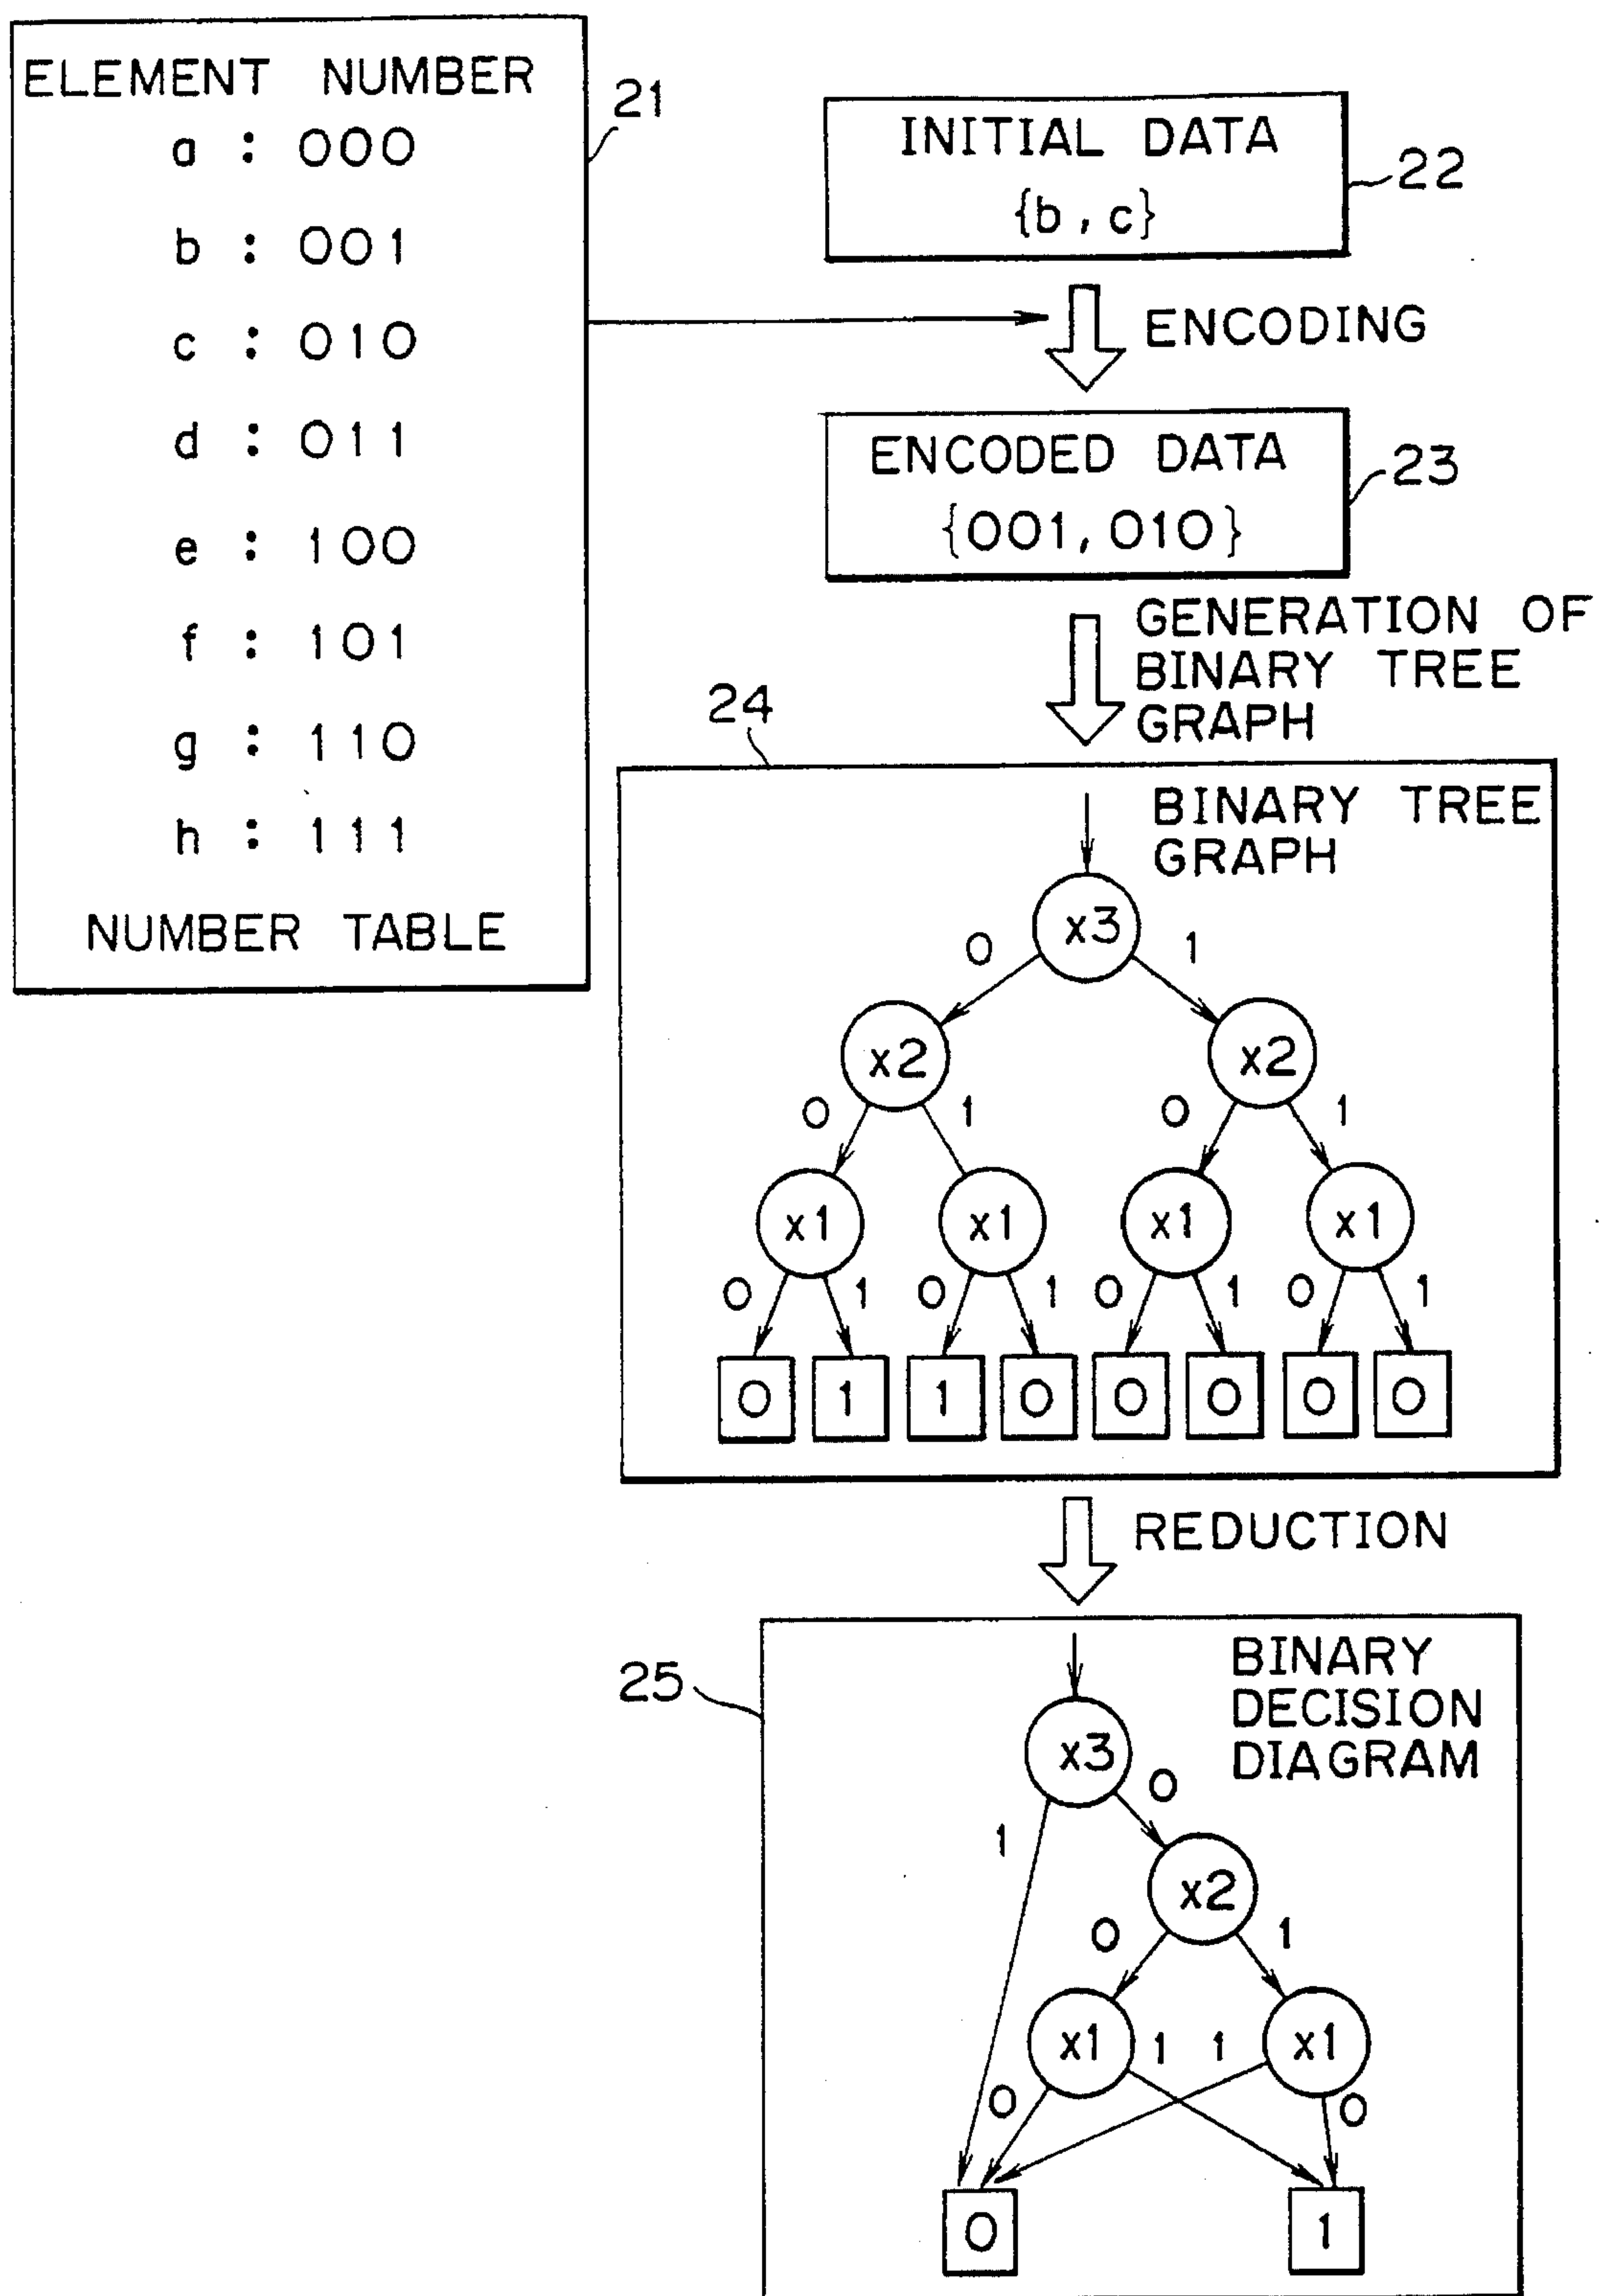 ELEMENT NUMBER
a : 000
b : 001
c : 010
d : 011
e : 100
f : 101
g : 110
h : 111
NUMBER TABLE
21
INITIAL DATA
{b , c}
22
ENCODING
ENCODED DATA
{001, 010}
23
GENERATION OF
BINARY TREE
GRAPH
24
BINARY TREE
GRAPH
x3
0 1
x2 x2
0 1 0 1
x1 x1 x1 x1
0 1 0 1 0 1 0 1
0 1 1 0 0 0 0 0
REDUCTION
25
BINARY
DECISION
DIAGRAM
x3
0
1
x2
0 1
x1 1 1 x1
0 0
0 1